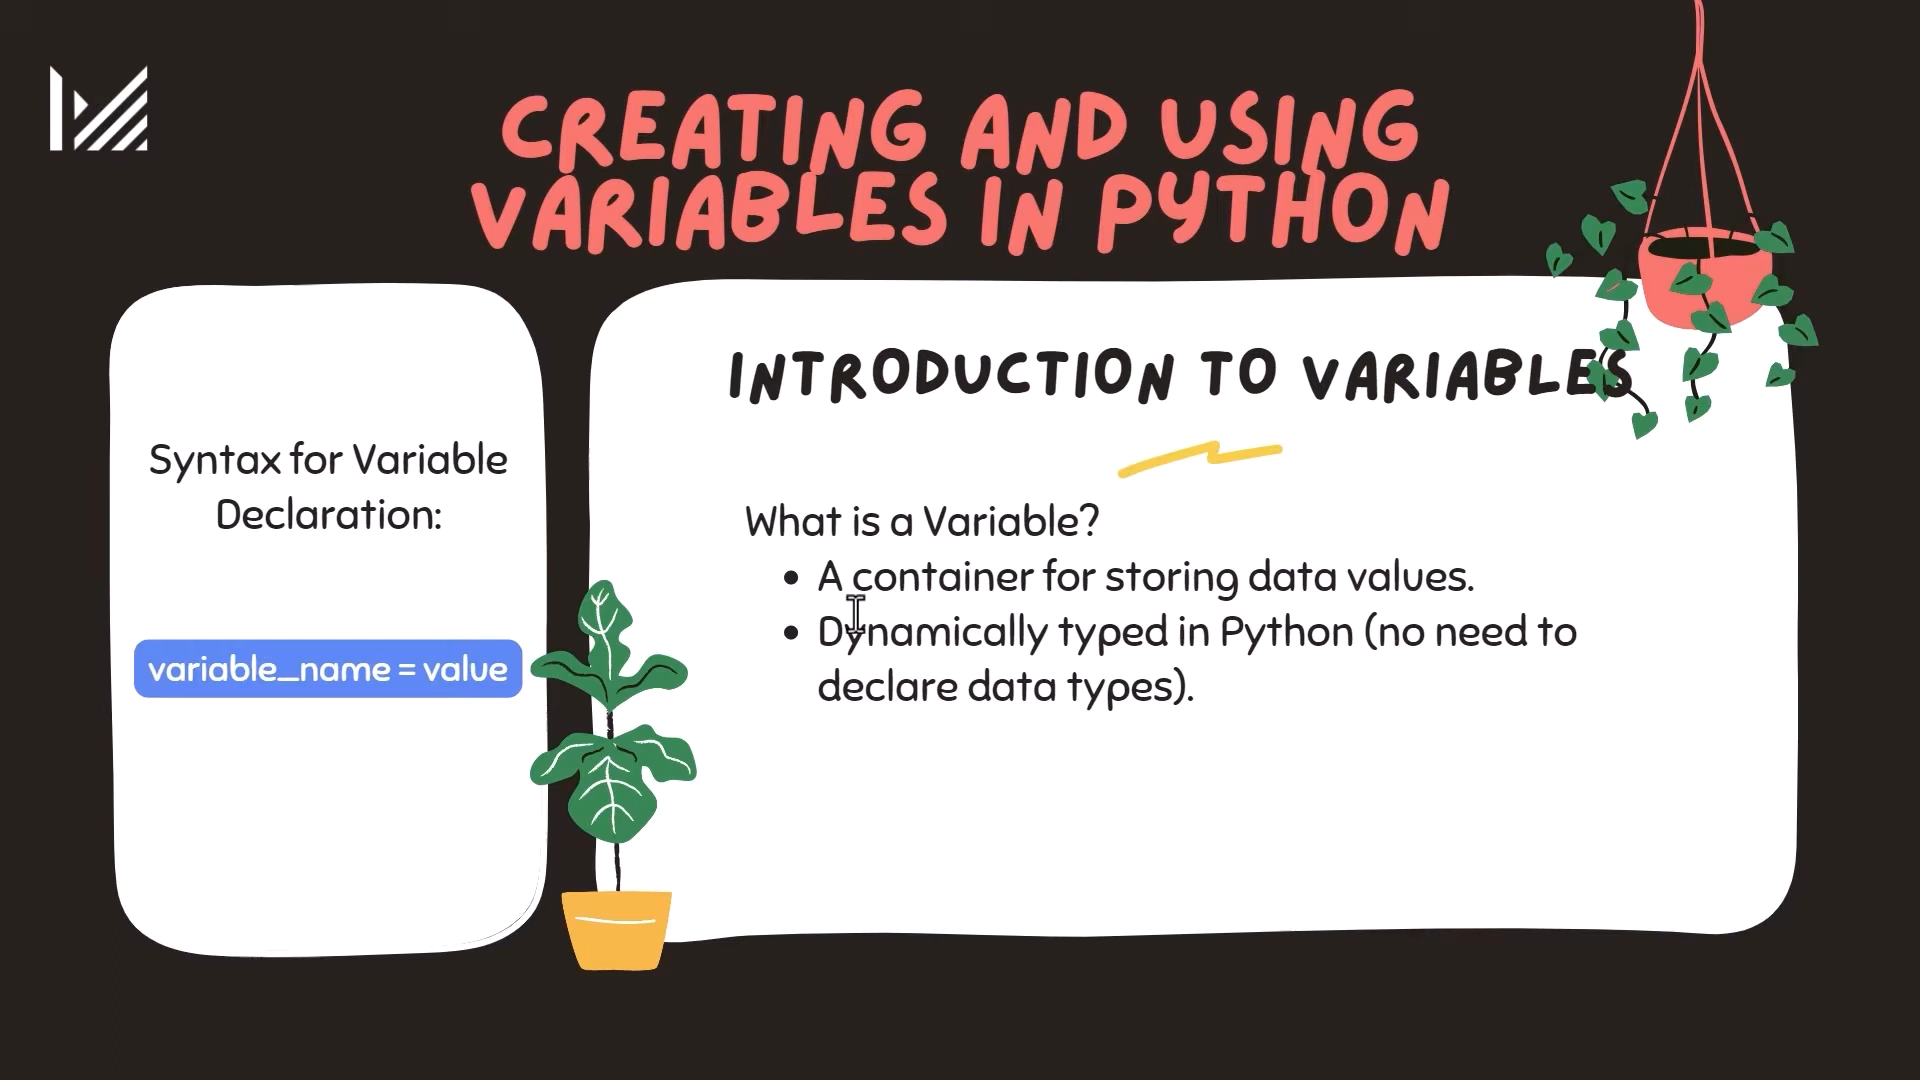 CREATING AND USING
VARIABLES IN PYTHON
Syntax for Variable
Declaration:
variable_name = value
INTRODUCTION TO VARIABLES
What is a Variable?
• A container for storing data values.
• Dynamically typed in Python (no need to
declare data types).